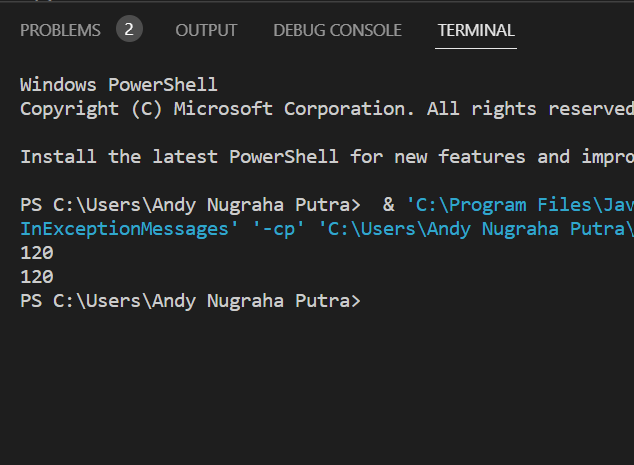 PROBLEMS 2 OUTPUT DEBUG CONSOLE TERMINAL
Windows PowerShell
Copyright (C) Microsoft Corporation. All rights reserved
Install the latest PowerShell for new features and impro
PS C:\Users\Andy Nugraha Putra>  & 'C:\Program Files\Jav
InExceptionMessages' '-cp' 'C:\Users\Andy Nugraha Putra\
120
120
PS C:\Users\Andy Nugraha Putra>